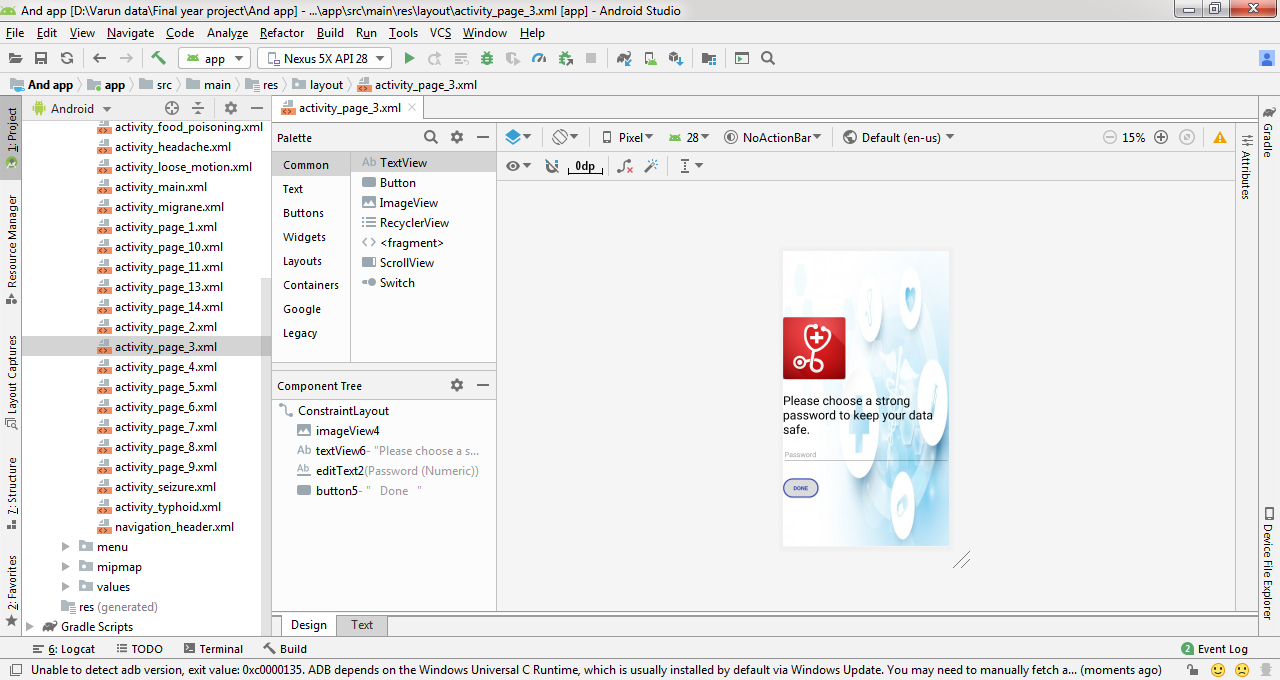 And app [D:\Varun data\Final year project\And app] - ...\app\src\main\res\layout\activity_page_3.xml [app] - Android Studio
File Edit View Navigate Code Analyze Refactor Build Run Tools VCS Window Help
app Nexus 5X API 28
And app app src main res layout activity_page_3.xml
1: Project
Resource Manager
Layout Captures
7: Structure
2: Favorites
Android
activity_food_poisoning.xml
activity_headache.xml
activity_loose_motion.xml
activity_main.xml
activity_migrane.xml
activity_page_1.xml
activity_page_10.xml
activity_page_11.xml
activity_page_13.xml
activity_page_14.xml
activity_page_2.xml
activity_page_3.xml
activity_page_4.xml
activity_page_5.xml
activity_page_6.xml
activity_page_7.xml
activity_page_8.xml
activity_page_9.xml
activity_seizure.xml
activity_typhoid.xml
navigation_header.xml
menu
mipmap
values
res (generated)
Gradle Scripts
activity_page_3.xml
Palette
Common
Text
Buttons
Widgets
Layouts
Containers
Google
Legacy
Ab TextView
Button
ImageView
RecyclerView
<fragment>
ScrollView
Switch
Component Tree
ConstraintLayout
imageView4
Ab textView6- "Please choose a s...
Ab editText2(Password (Numeric))
button5- "   Done   "
Pixel 28 NoActionBar Default (en-us) 15%
0dp
Please choose a strong
password to keep your data
safe.
Password
DONE
Attributes
Gradle
Device File Explorer
Design Text
6: Logcat TODO Terminal Build 2 Event Log
Unable to detect adb version, exit value: 0xc0000135. ADB depends on the Windows Universal C Runtime, which is usually installed by default via Windows Update. You may need to manually fetch a... (moments ago)